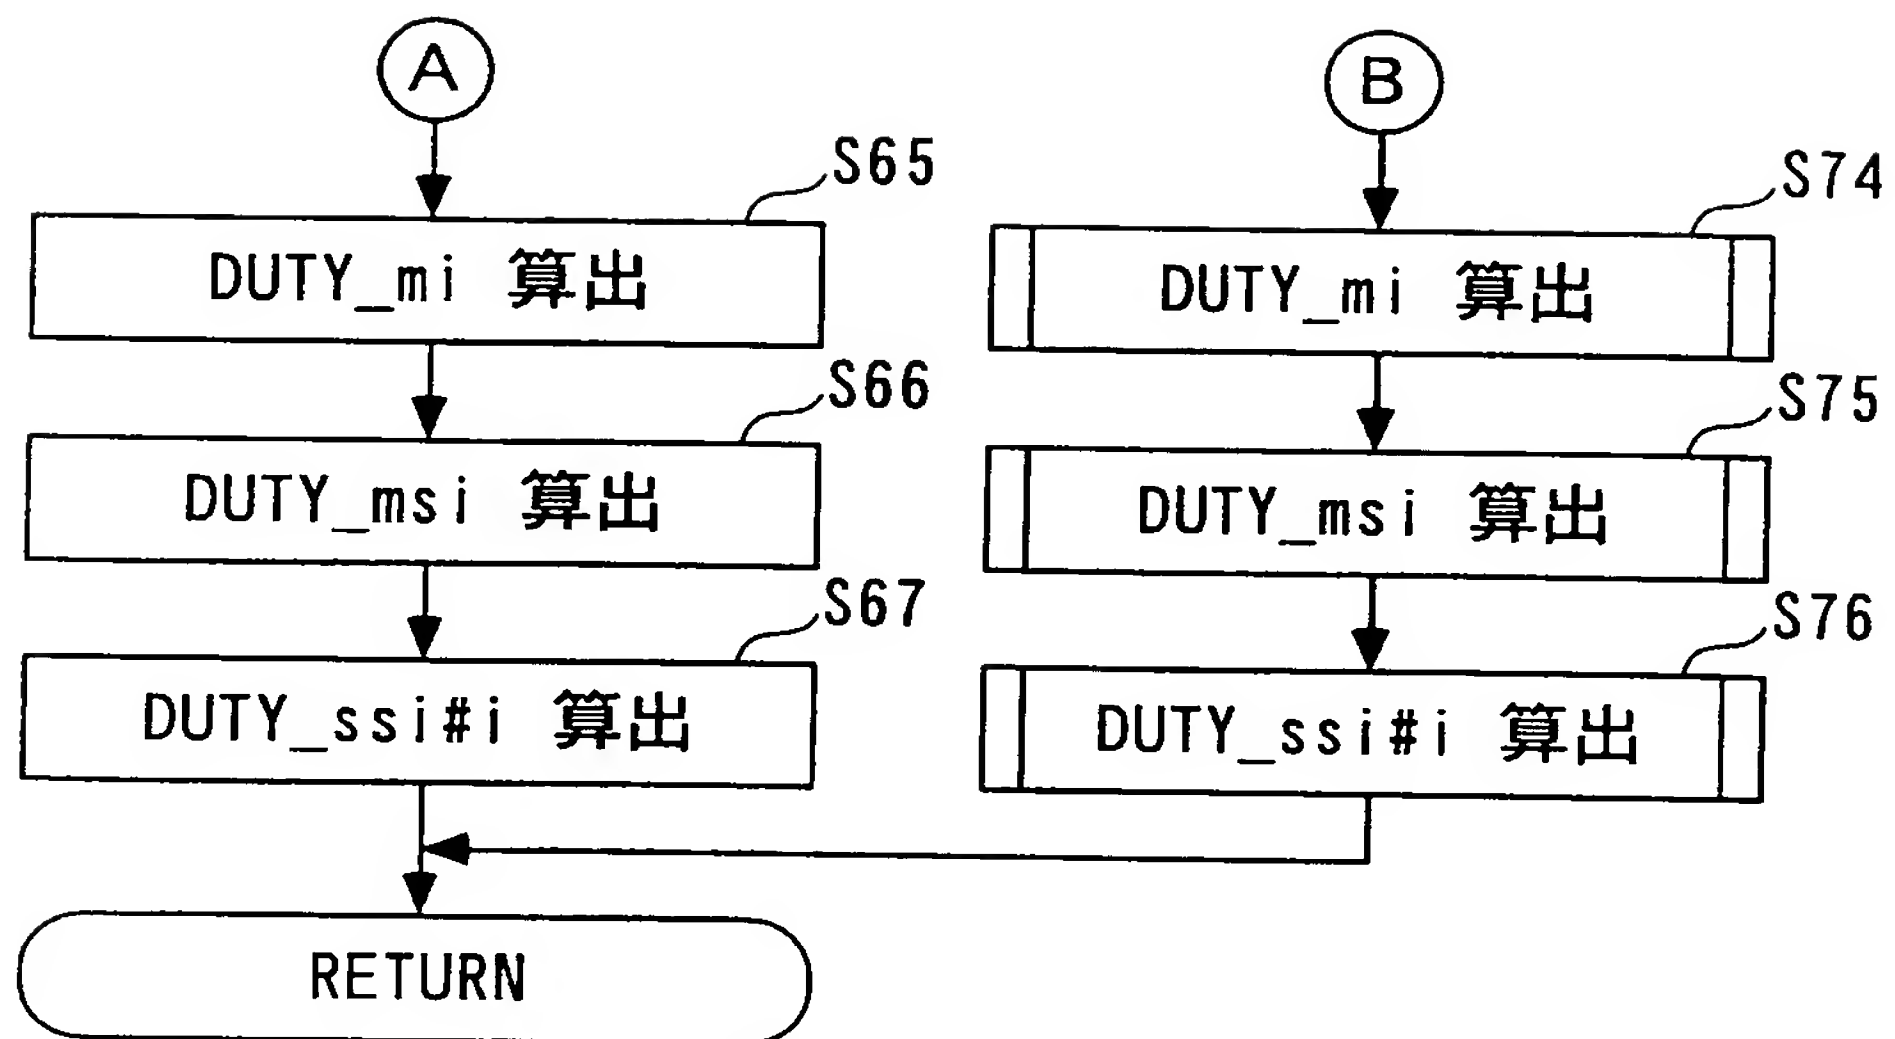 A
S65
DUTY_mi 算出
S66
DUTY_msi 算出
S67
DUTY_ssi#i 算出
RETURN
B
S74
DUTY_mi 算出
S75
DUTY_msi 算出
S76
DUTY_ssi#i 算出